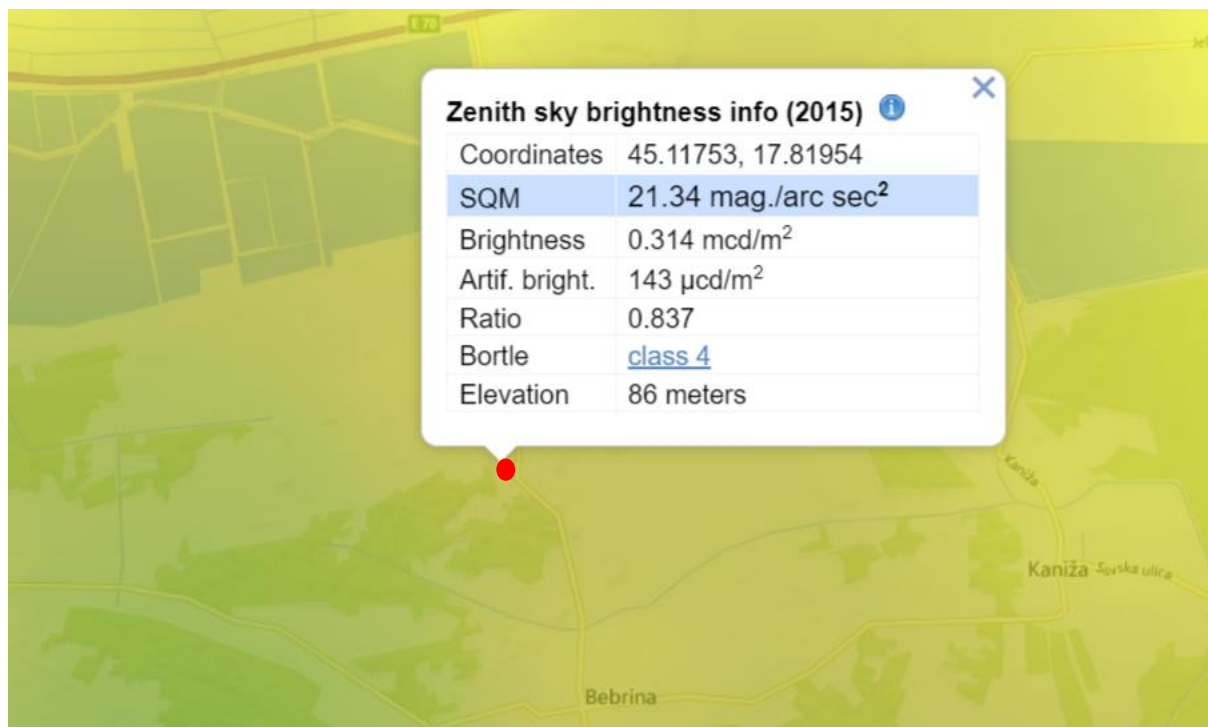 E 70
Zenith sky brightness info (2015)
Coordinates 45.11753, 17.81954
SQM 21.34 mag./arc sec²
Brightness 0.314 mcd/m²
Artif. bright. 143 μcd/m²
Ratio 0.837
Bortle class 4
Elevation 86 meters
Kaniža
Kaniža
Bebrina